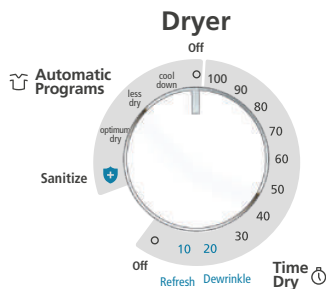 Dryer
Off
Automatic
Programs
cool
down
less
dry
optimum
dry
Sanitize
100
90
80
70
60
50
40
30
20
10
Off
Refresh
Dewrinkle
Time
Dry